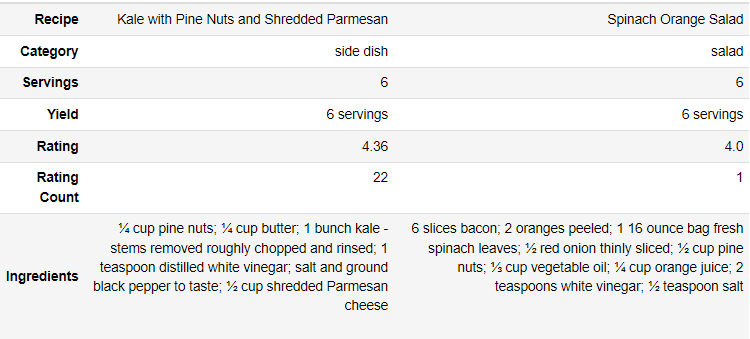 Recipe Kale with Pine Nuts and Shredded Parmesan Spinach Orange Salad
Category side dish salad
Servings 6 6
Yield 6 servings 6 servings
Rating 4.36 4.0
Rating Count 22 1
Ingredients
¼ cup pine nuts; ¼ cup butter; 1 bunch kale -
stems removed roughly chopped and rinsed; 1
teaspoon distilled white vinegar; salt and ground
black pepper to taste; ½ cup shredded Parmesan
cheese
6 slices bacon; 2 oranges peeled; 1 16 ounce bag fresh
spinach leaves; ½ red onion thinly sliced; ½ cup pine
nuts; ⅓ cup vegetable oil; ¼ cup orange juice; 2
teaspoons white vinegar; ½ teaspoon salt